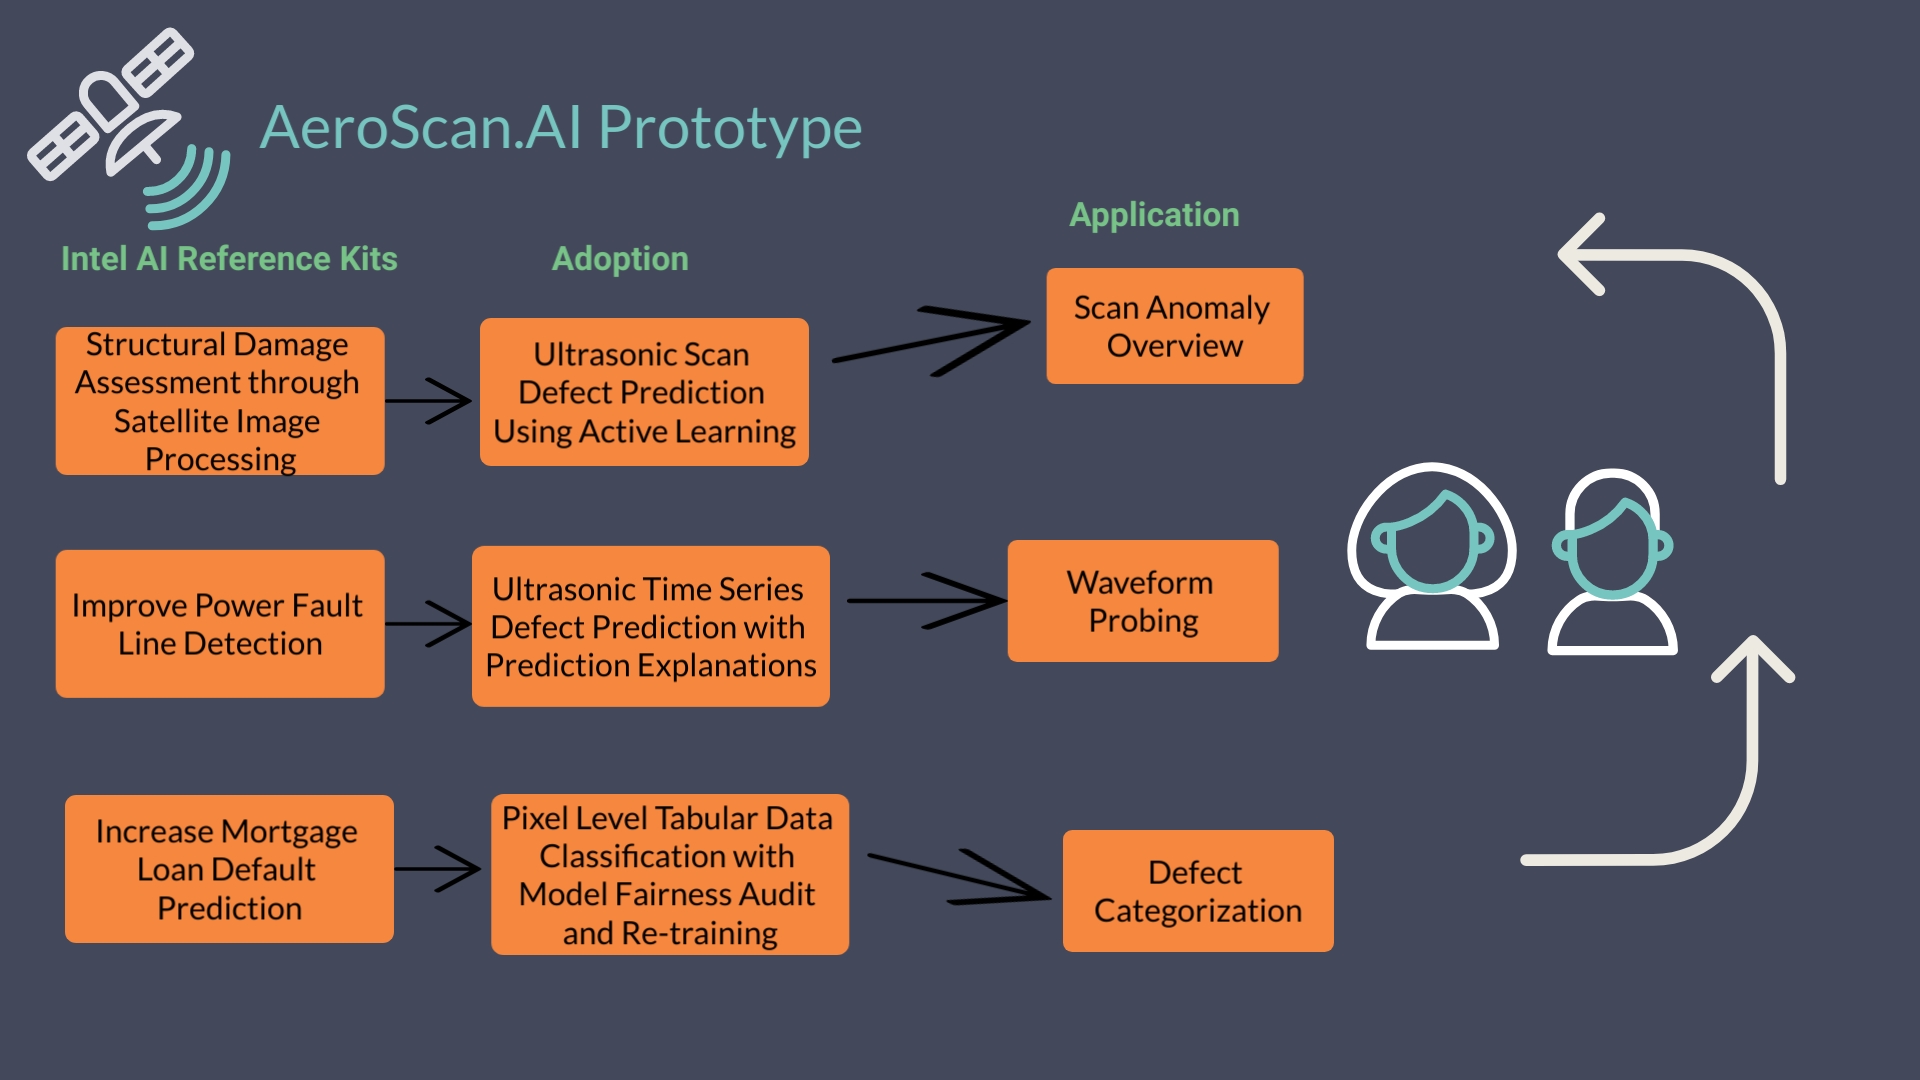 AeroScan.AI Prototype
Intel AI Reference Kits
Adoption
Application
Structural Damage
Assessment through
Satellite Image
Processing
Ultrasonic Scan
Defect Prediction
Using Active Learning
Scan Anomaly
Overview
Improve Power Fault
Line Detection
Ultrasonic Time Series
Defect Prediction with
Prediction Explanations
Waveform
Probing
Increase Mortgage
Loan Default
Prediction
Pixel Level Tabular Data
Classification with
Model Fairness Audit
and Re-training
Defect
Categorization